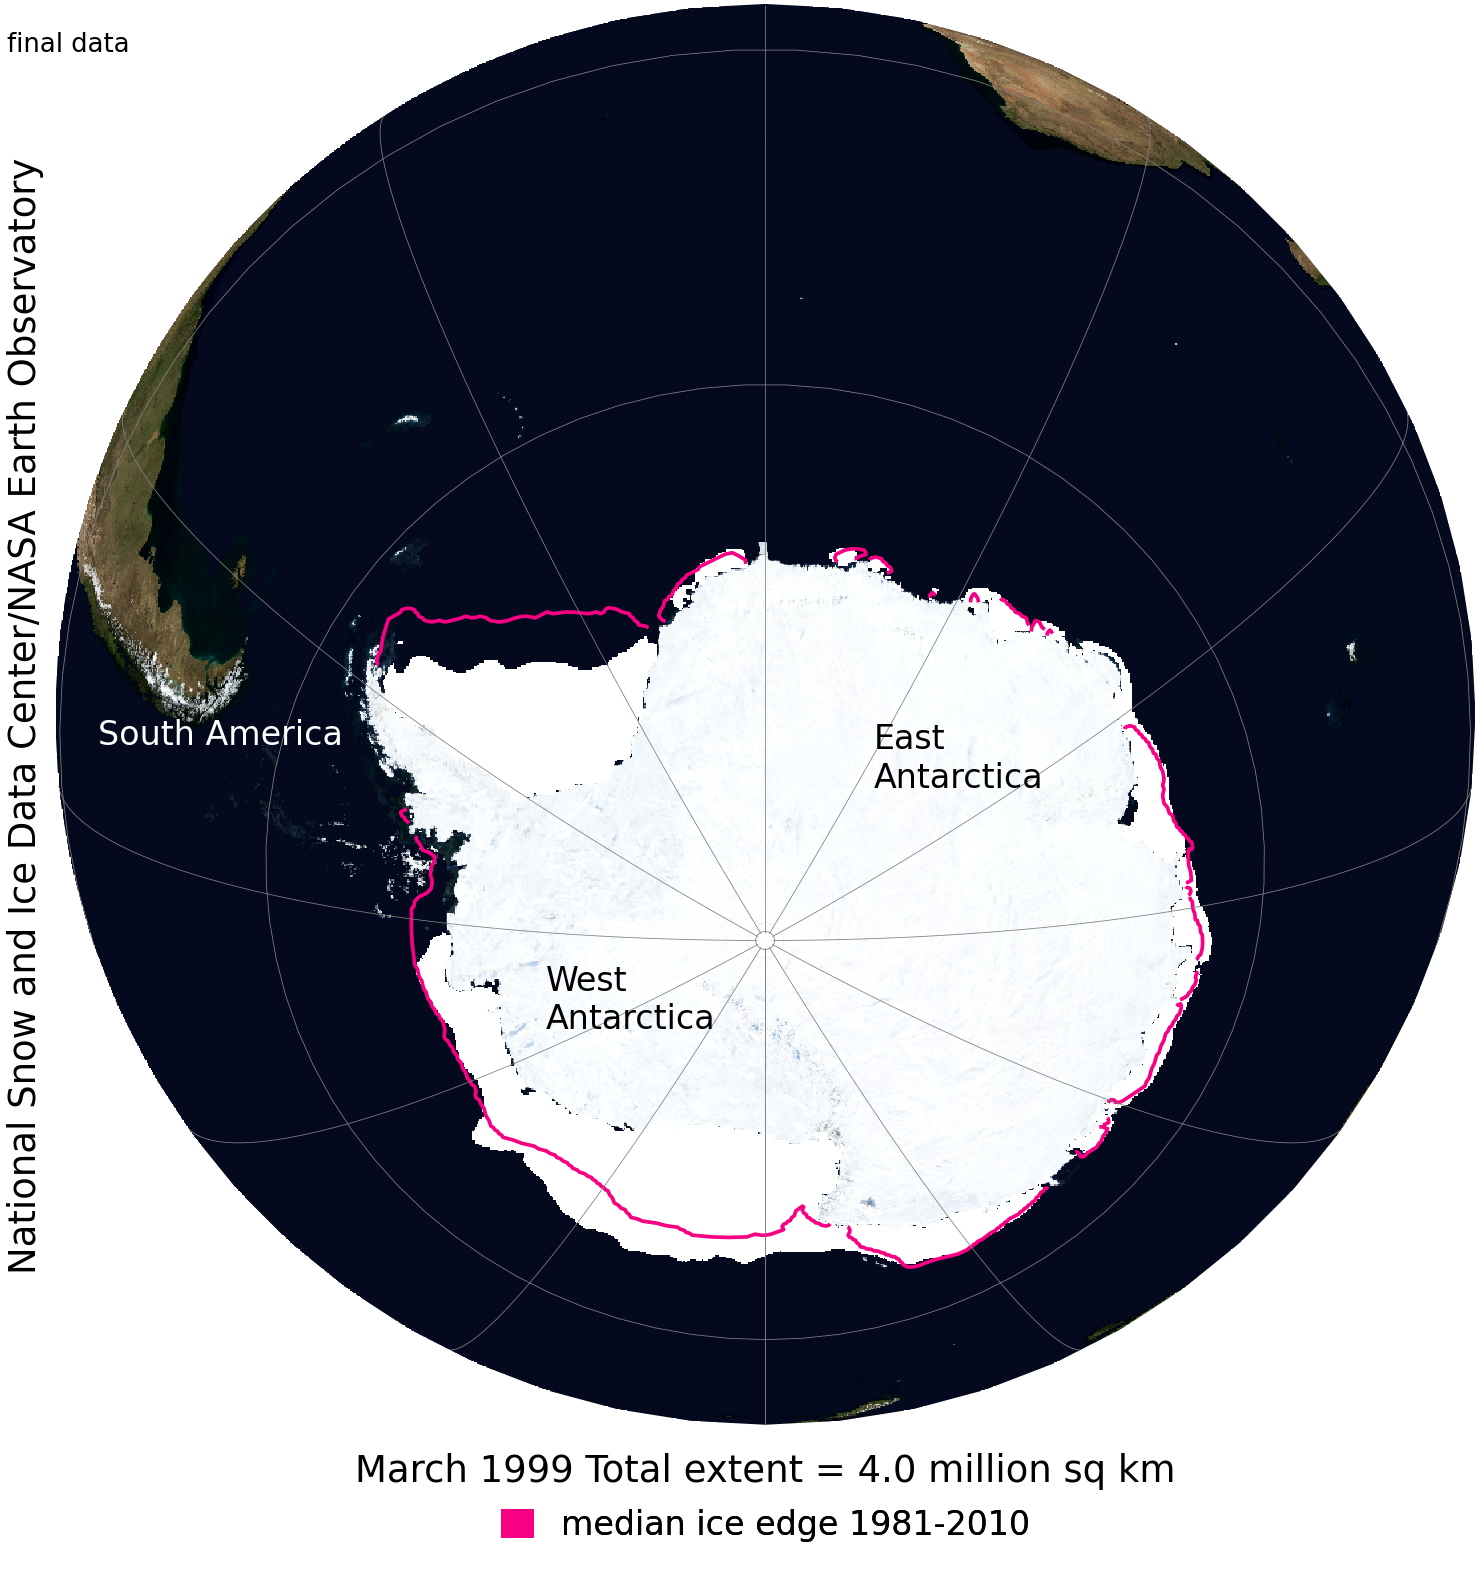 final data
National Snow and Ice Data Center/NASA Earth Observatory
South America
East
Antarctica
West
Antarctica
March 1999 Total extent = 4.0 million sq km
median ice edge 1981-2010